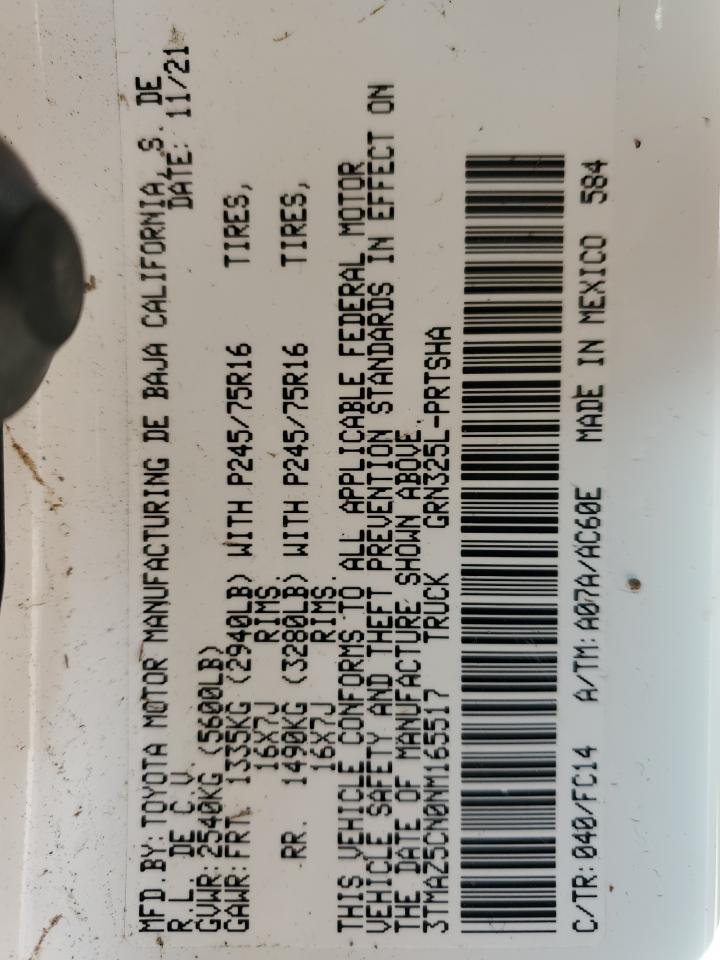 MFD BY: TOYOTA MOTOR MANUFACTURING DE BAJA CALIFORNIA, S. DE
R.L. DE C.V. DATE: 11/21
GVWR: 2540KG (5600LB)
GAWR: FRT. 1335KG (2940LB) WITH P245/75R16 TIRES,
16X7J RIMS.
RR. 1490KG (3280LB) WITH P245/75R16 TIRES,
16X7J RIMS.
THIS VEHICLE CONFORMS TO ALL APPLICABLE FEDERAL MOTOR
VEHICLE SAFETY AND THEFT PREVENTION STANDARDS IN EFFECT ON
THE DATE OF MANUFACTURE SHOWN ABOVE.
3TMAZ5CN0NM165517 TRUCK GRN325L-PRTSHA
C/TR: 040/FC14 A/TM: A07A/AC60E MADE IN MEXICO 584